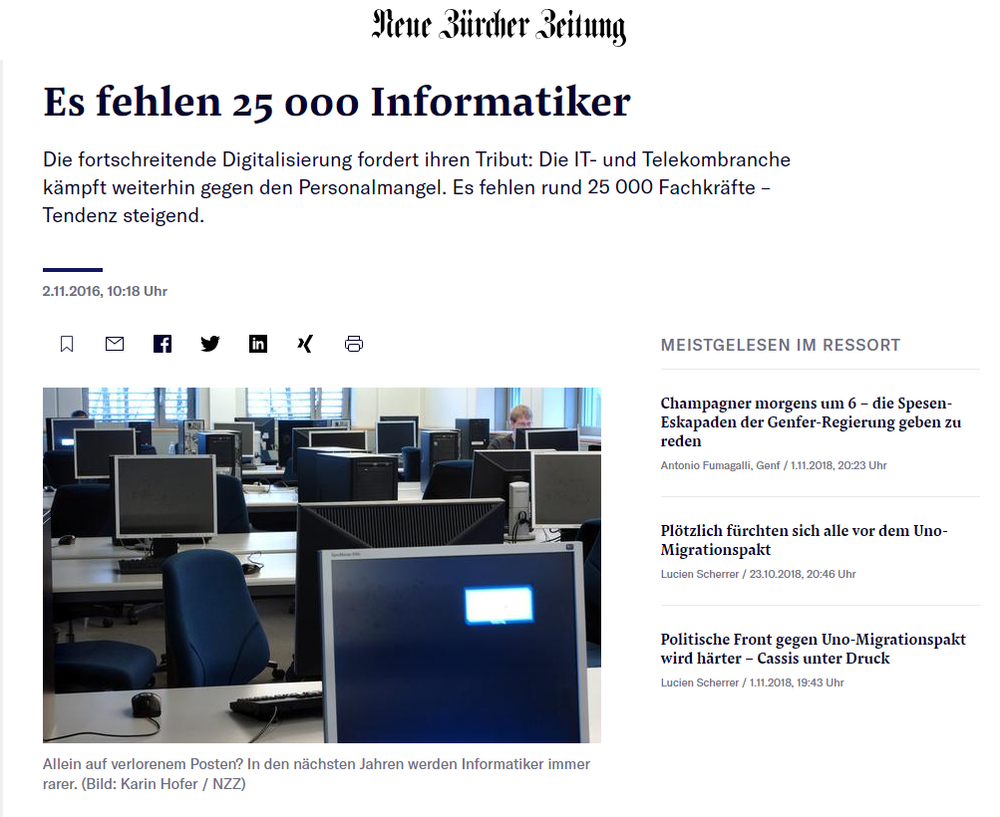 Neue Zürcher Zeitung
Es fehlen 25 000 Informatiker
Die fortschreitende Digitalisierung fordert ihren Tribut: Die IT- und Telekombranche
kämpft weiterhin gegen den Personalmangel. Es fehlen rund 25 000 Fachkräfte –
Tendenz steigend.
2.11.2016, 10:18 Uhr
MEISTGELESEN IM RESSORT
Champagner morgens um 6 – die Spesen-
Eskapaden der Genfer-Regierung geben zu
reden
Antonio Fumagalli, Genf / 1.11.2018, 20:23 Uhr
Plötzlich fürchten sich alle vor dem Uno-
Migrationspakt
Lucien Scherrer / 23.10.2018, 20:46 Uhr
Politische Front gegen Uno-Migrationspakt
wird härter – Cassis unter Druck
Lucien Scherrer / 1.11.2018, 19:43 Uhr
Allein auf verlorenem Posten? In den nächsten Jahren werden Informatiker immer
rarer. (Bild: Karin Hofer / NZZ)